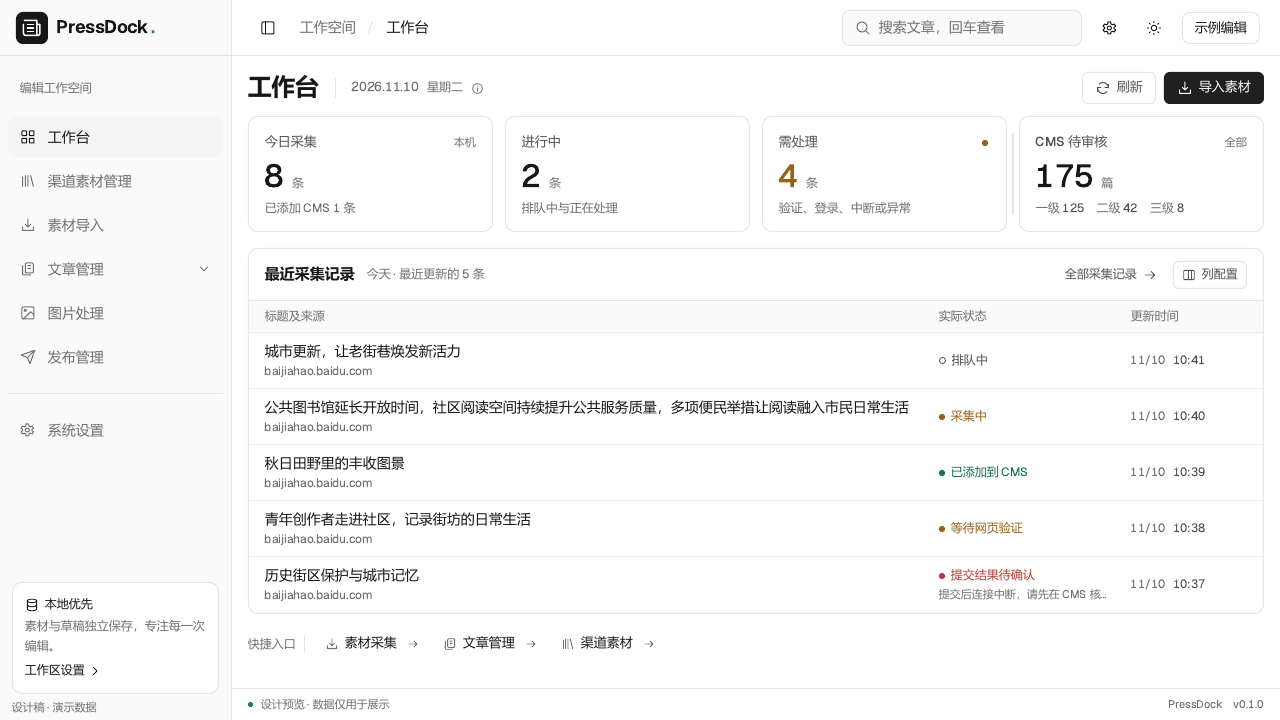 PressDock.
工作空间 / 工作台
搜索文章，回车查看
示例编辑
编辑工作空间
工作台
渠道素材管理
素材导入
文章管理
图片处理
发布管理
系统设置
本地优先
素材与草稿独立保存，专注每一次
编辑。
工作区设置
设计稿 · 演示数据
工作台
2026.11.10 星期二
刷新
导入素材
今日采集 本机
8 条
已添加 CMS 1 条
进行中
2 条
排队中与正在处理
需处理
4 条
验证、登录、中断或异常
CMS 待审核 全部
175 篇
一级 125 二级 42 三级 8
最近采集记录 今天 · 最近更新的 5 条
全部采集记录 →
列配置
标题及来源 实际状态 更新时间
城市更新，让老街巷焕发新活力
baijiahao.baidu.com
排队中
11/10 10:41
公共图书馆延长开放时间，社区阅读空间持续提升公共服务质量，多项便民举措让阅读融入市民日常生活
baijiahao.baidu.com
采集中
11/10 10:40
秋日田野里的丰收图景
baijiahao.baidu.com
已添加到 CMS
11/10 10:39
青年创作者走进社区，记录街坊的日常生活
baijiahao.baidu.com
等待网页验证
11/10 10:38
历史街区保护与城市记忆
baijiahao.baidu.com
提交结果待确认
提交后连接中断，请先在 CMS 核...
11/10 10:37
快捷入口
素材采集 →
文章管理 →
渠道素材 →
设计预览 · 数据仅用于展示
PressDock v0.1.0